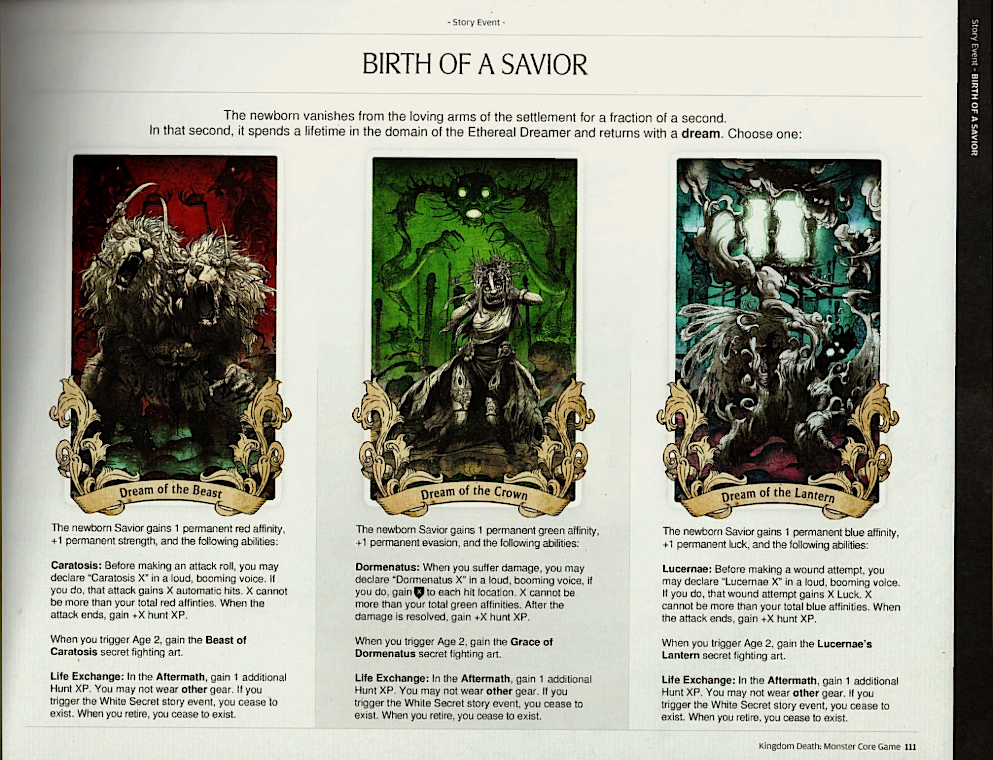 - Story Event -
BIRTH OF A SAVIOR
The newborn vanishes from the loving arms of the settlement for a fraction of a second.
In that second, it spends a lifetime in the domain of the Ethereal Dreamer and returns with a dream. Choose one:
Dream of the Beast
The newborn Savior gains 1 permanent red affinity,
+1 permanent strength, and the following abilities:
Caratosis: Before making an attack roll, you may
declare "Caratosis X" in a loud, booming voice. If
you do, that attack gains X automatic hits. X cannot
be more than your total red affinties. When the
attack ends, gain +X hunt XP.
When you trigger Age 2, gain the Beast of
Caratosis secret fighting art.
Life Exchange: In the Aftermath, gain 1 additional
Hunt XP. You may not wear other gear. If you
trigger the White Secret story event, you cease to
exist. When you retire, you cease to exist.
Dream of the Crown
The newborn Savior gains 1 permanent green affinity,
+1 permanent evasion, and the following abilities:
Dormenatus: When you suffer damage, you may
declare "Dormenatus X" in a loud, booming voice, if
you do, gain X to each hit location. X cannot be
more than your total green affinities. After the
damage is resolved, gain +X hunt XP.
When you trigger Age 2, gain the Grace of
Dormenatus secret fighting art.
Life Exchange: In the Aftermath, gain 1 additional
Hunt XP. You may not wear other gear. If you
trigger the White Secret story event, you cease to
exist. When you retire, you cease to exist.
Dream of the Lantern
The newborn Savior gains 1 permanent blue affinity,
+1 permanent luck, and the following abilities:
Lucernae: Before making a wound attempt, you
may declare "Lucernae X" in a loud, booming voice.
If you do, that wound attempt gains X Luck. X
cannot be more than your total blue affinities. When
the attack ends, gain +X hunt XP.
When you trigger Age 2, gain the Lucernae's
Lantern secret fighting art.
Life Exchange: In the Aftermath, gain 1 additional
Hunt XP. You may not wear other gear. If you
trigger the White Secret story event, you cease to
exist. When you retire, you cease to exist.
Kingdom Death: Monster Core Game 111
Story Event - BIRTH OF A SAVIOR